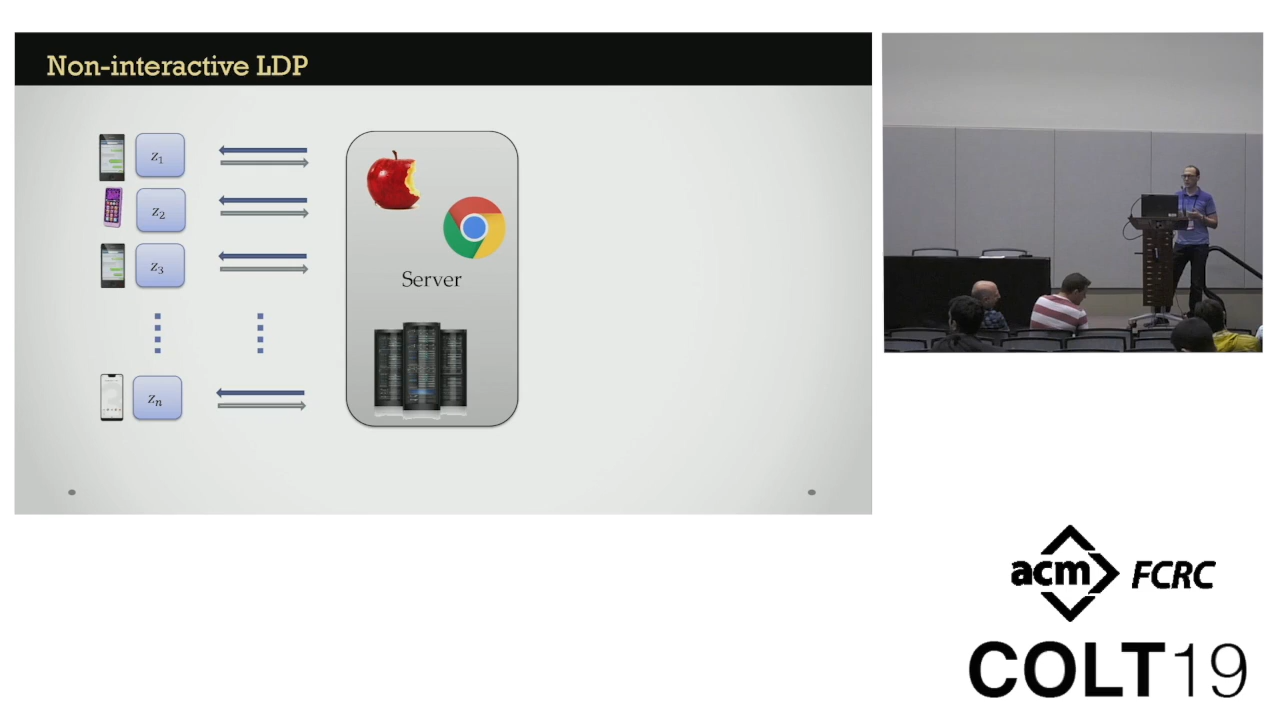 Non-interactive LDP
z1
z2
z3
zn
Server
acm FCRC
COLT19